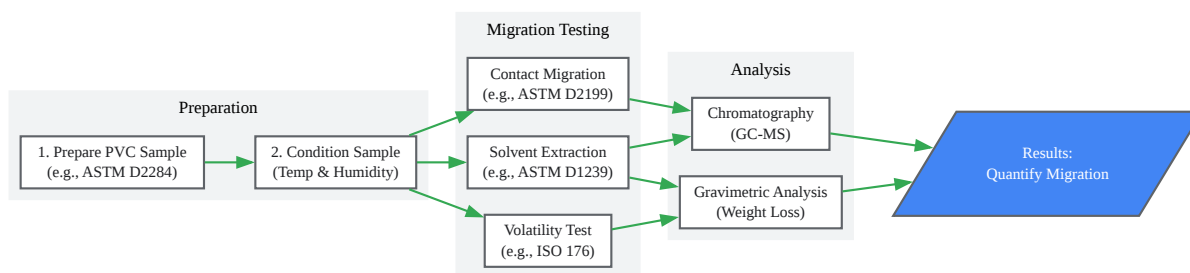 Preparation
1. Prepare PVC Sample
(e.g., ASTM D2284)
2. Condition Sample
(Temp & Humidity)
Migration Testing
Contact Migration
(e.g., ASTM D2199)
Solvent Extraction
(e.g., ASTM D1239)
Volatility Test
(e.g., ISO 176)
Analysis
Chromatography
(GC-MS)
Gravimetric Analysis
(Weight Loss)
Results:
Quantify Migration